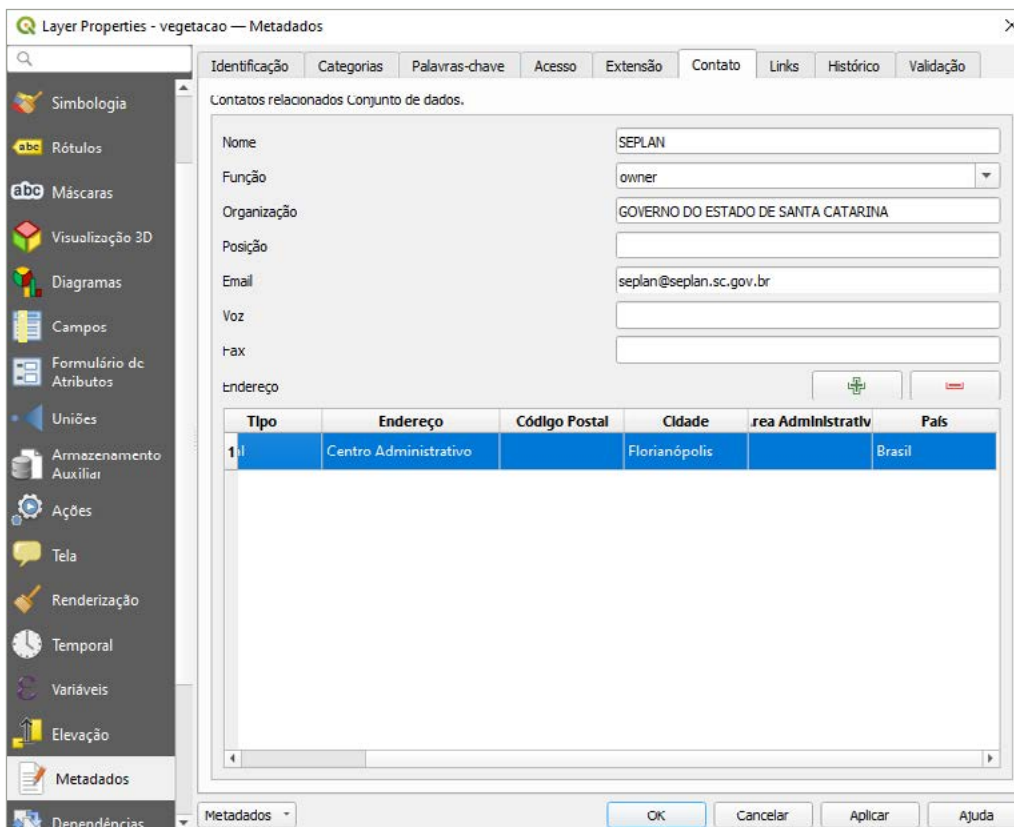 Layer Properties - vegetacao — Metadados
Identificação Categorias Palavras-chave Acesso Extensão Contato Links Histórico Validação
Contatos relacionados Conjunto de dados.
Simbologia
abc Rótulos
abc Máscaras
Visualização 3D
Diagramas
Campos
Formulário de
Atributos
Uniões
Armazenamento
Auxiliar
Ações
Tela
Renderização
Temporal
Variáveis
Elevação
Metadados
Dependências
Nome SEPLAN
Função owner
Organização GOVERNO DO ESTADO DE SANTA CATARINA
Posição
Email seplan@seplan.sc.gov.br
Voz
Fax
Endereço
Tipo Endereço Código Postal Cidade rea Administrativ País
1 Centro Administrativo Florianópolis Brasil
Metadados OK Cancelar Aplicar Ajuda